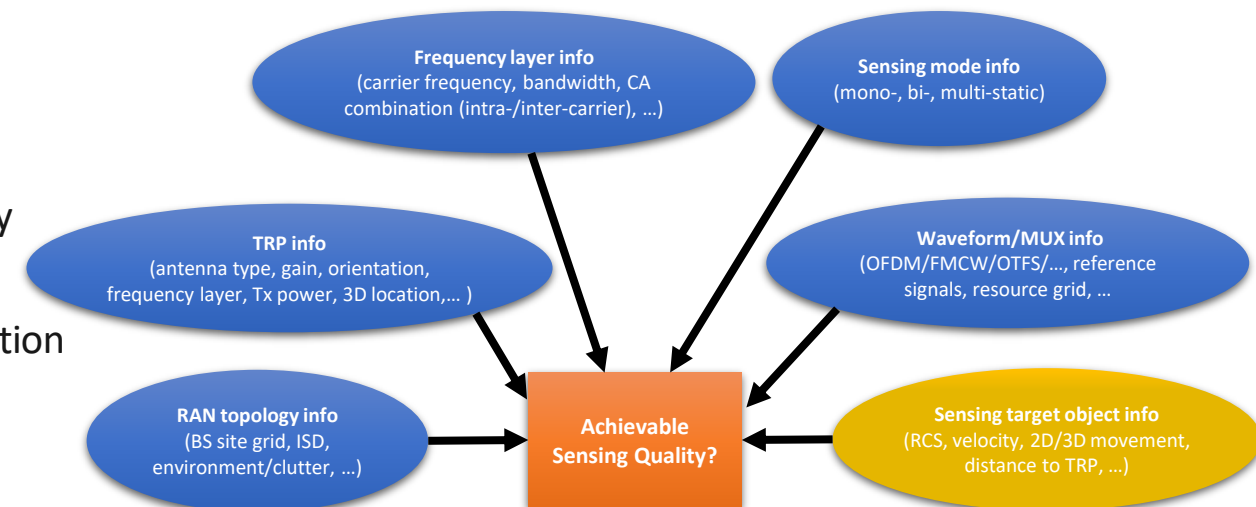 Frequency layer info
(carrier frequency, bandwidth, CA
combination (intra-/inter-carrier), …)
Sensing mode info
(mono-, bi-, multi-static)
TRP info
(antenna type, gain, orientation,
frequency layer, Tx power, 3D location,… )
Waveform/MUX info
(OFDM/FMCW/OTFS/…, reference
signals, resource grid, …
RAN topology info
(BS site grid, ISD,
environment/clutter, …)
Achievable
Sensing Quality?
Sensing target object info
(RCS, velocity, 2D/3D movement,
distance to TRP, …)